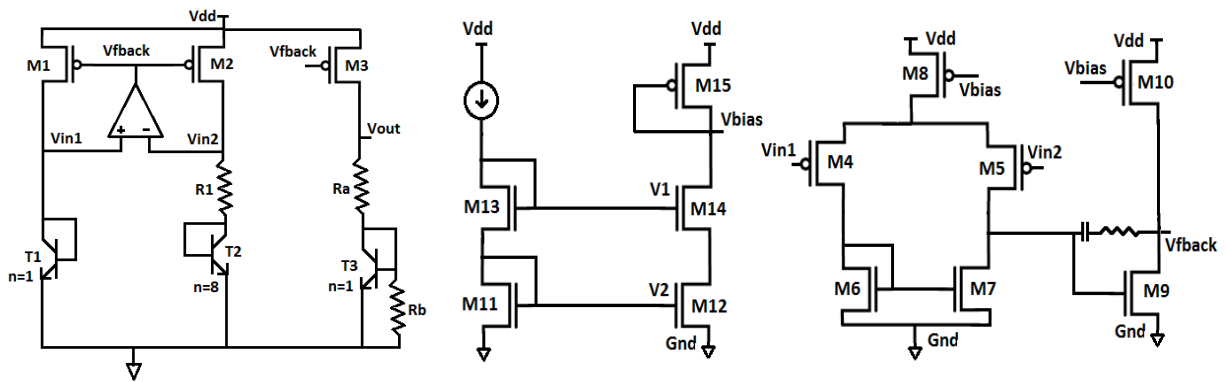 Vdd
M1
Vfback
M2
Vfback
M3
+ -
Vin1
Vin2
Vout
R1
Ra
T1
n=1
T2
n=8
T3
n=1
Rb
Vdd
Vdd
M15
Vbias
M13
V1
M14
M11
V2
M12
Gnd
Vdd
M8
Vbias
Vin1
M4
M5
Vin2
M6
M7
Gnd
Vdd
Vbias
M10
Vfback
M9